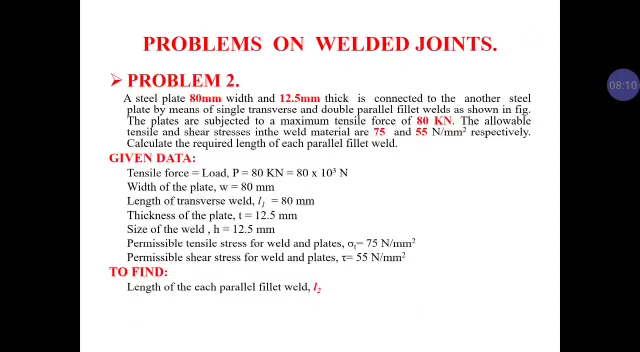 PROBLEMS ON WELDED JOINTS.
➢ PROBLEM 2.
A steel plate 80mm width and 12.5mm thick is connected to the another steel
plate by means of single transverse and double parallel fillet welds as shown in fig.
The plates are subjected to a maximum tensile force of 80 KN. The allowable
tensile and shear stresses inthe weld material are 75 and 55 N/mm² respectively.
Calculate the required length of each parallel fillet weld.
GIVEN DATA:
Tensile force = Load, P = 80 KN = 80 x 10³ N
Width of the plate, w = 80 mm
Length of transverse weld, l₁ = 80 mm
Thickness of the plate, t = 12.5 mm
Size of the weld , h = 12.5 mm
Permissible tensile stress for weld and plates, σₜ= 75 N/mm²
Permissible shear stress for weld and plates, τ= 55 N/mm²
TO FIND:
Length of the each parallel fillet weld, l₂
08:10